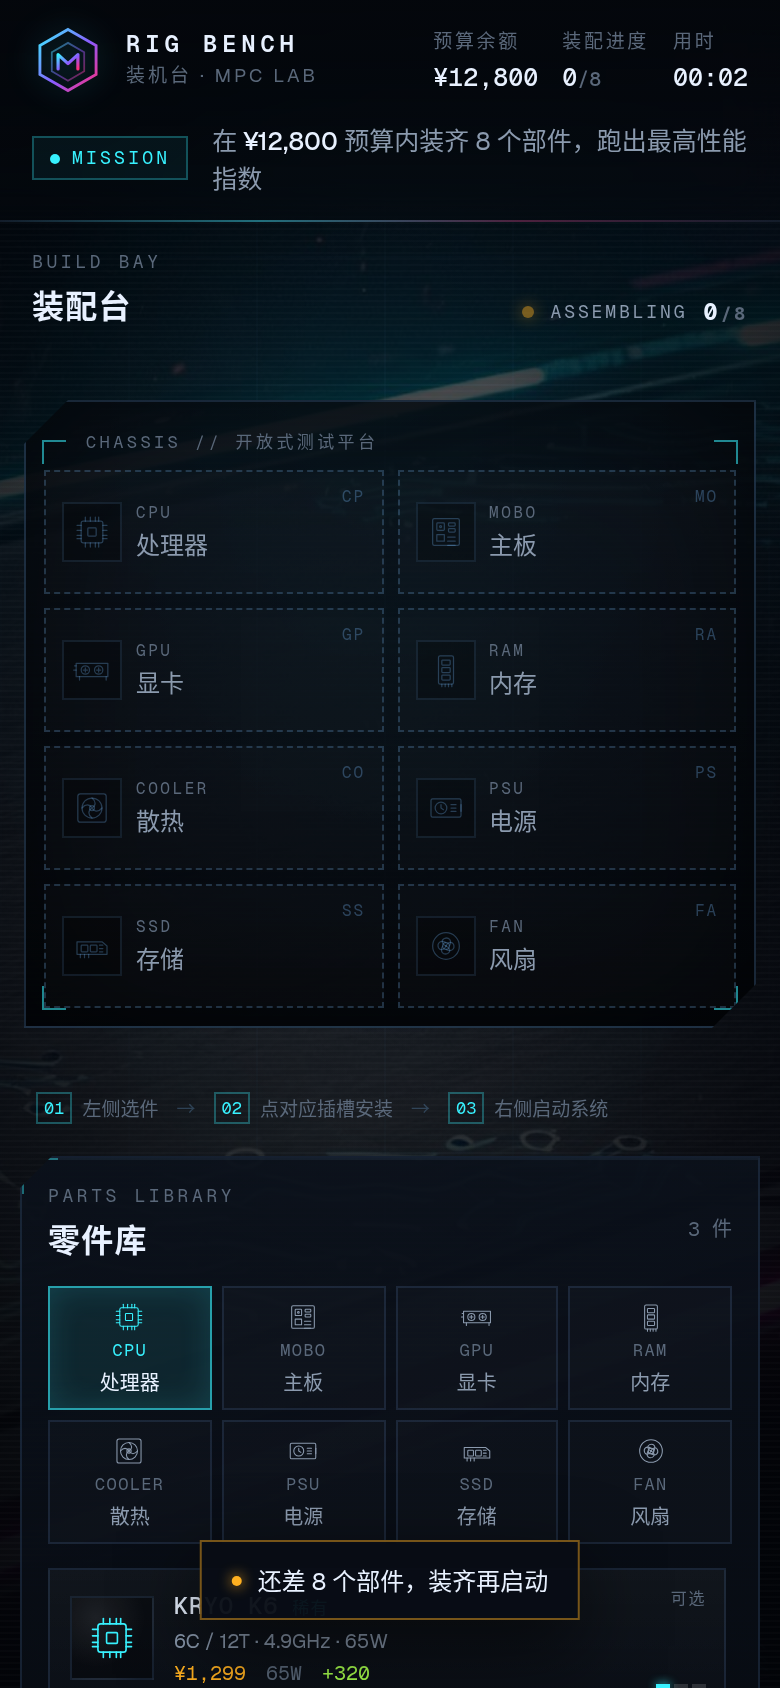 RIG BENCH
装机台 · MPC LAB
预算余额 装配进度 用时
¥12,800 0/8 00:02
MISSION
在 ¥12,800 预算内装齐 8 个部件，跑出最高性能
指数
BUILD BAY
装配台
ASSEMBLING 0/8
CHASSIS // 开放式测试平台
CP
CPU
处理器
MO
MOBO
主板
GP
GPU
显卡
RA
RAM
内存
CO
COOLER
散热
PS
PSU
电源
SS
SSD
存储
FA
FAN
风扇
01 左侧选件 → 02 点对应插槽安装 → 03 右侧启动系统
PARTS LIBRARY
零件库
3 件
CPU
处理器
MOBO
主板
GPU
显卡
RAM
内存
COOLER
散热
PSU
电源
SSD
存储
FAN
风扇
还差 8 个部件，装齐再启动
KRYO K6 稀有
可选
6C / 12T · 4.9GHz · 65W
¥1,299 65W +320